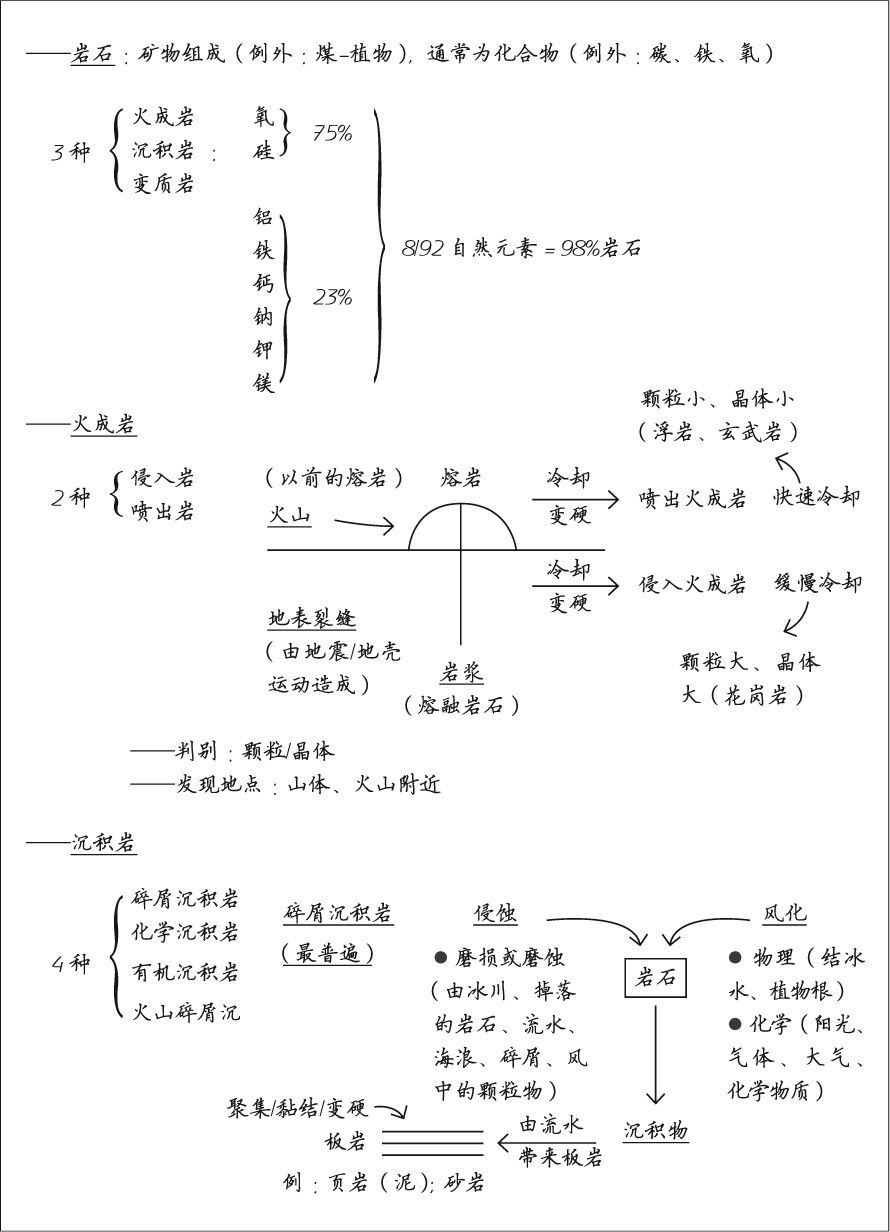 ——岩石：矿物组成（例外：煤-植物），通常为化合物（例外：碳、铁、氧）
3种
火成岩
沉积岩：
变质岩
氧
硅
75%
铝
铁
钙
钠
钾
镁
23%
8/92自然元素=98%岩石
——火成岩
2种
侵入岩
喷出岩
（以前的熔岩）
火山
熔岩
冷却
变硬
喷出火成岩
快速冷却
颗粒小、晶体小
（浮岩、玄武岩）
冷却
变硬
侵入火成岩
缓慢冷却
颗粒大、晶体
大（花岗岩）
地表裂缝
（由地震/地壳
运动造成）
岩浆
（熔融岩石）
——判别：颗粒/晶体
——发现地点：山体、火山附近
——沉积岩
4种
碎屑沉积岩
化学沉积岩
有机沉积岩
火山碎屑沉
碎屑沉积岩
（最普遍）
侵蚀
●磨损或磨蚀
（由冰川、掉落
的岩石、流水、
海浪、碎屑、风
中的颗粒物）
岩石
风化
●物理（结冰
水、植物根）
●化学（阳光、
气体、大气、
化学物质）
沉积物
由流水
带来板岩
聚集/黏结/变硬
板岩
例：页岩（泥）；砂岩